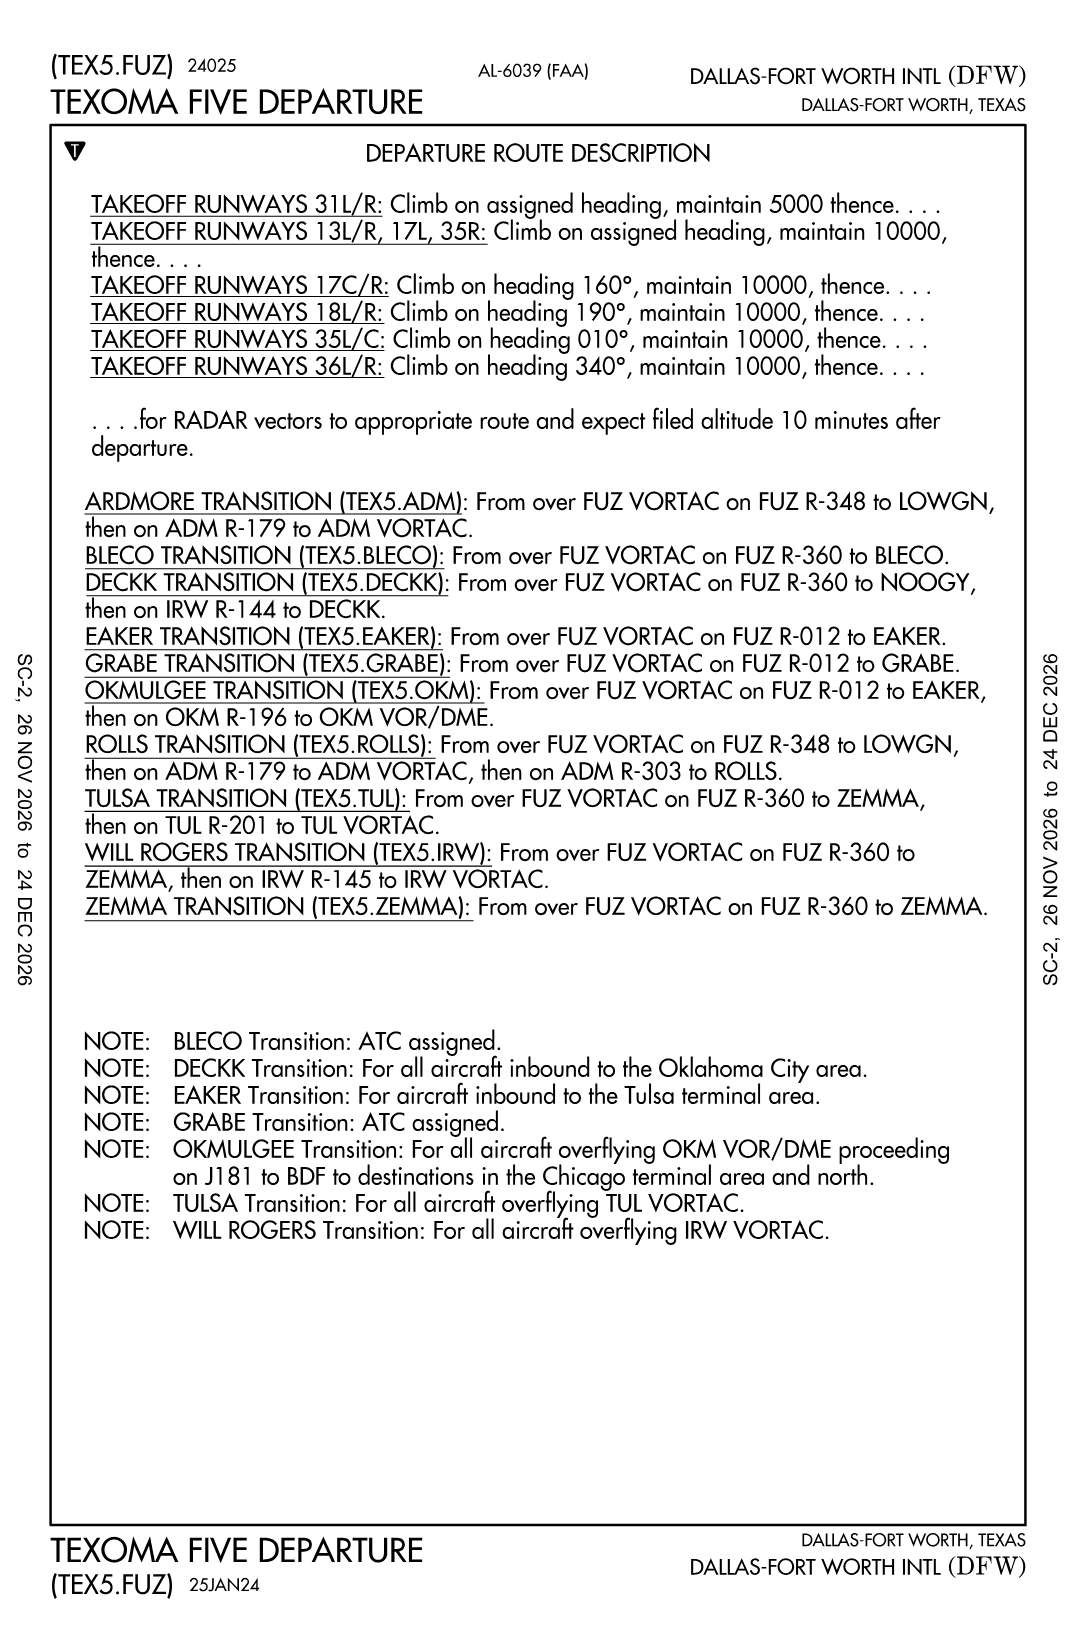 (TEX5.FUZ) 24025
AL-6039 (FAA)
DALLAS-FORT WORTH INTL (DFW)
TEXOMA FIVE DEPARTURE
DALLAS-FORT WORTH, TEXAS
T
DEPARTURE ROUTE DESCRIPTION
TAKEOFF RUNWAYS 31L/R: Climb on assigned heading, maintain 5000 thence. . . .
TAKEOFF RUNWAYS 13L/R, 17L, 35R: Climb on assigned heading, maintain 10000,
thence. . . .
TAKEOFF RUNWAYS 17C/R: Climb on heading 160°, maintain 10000, thence. . . .
TAKEOFF RUNWAYS 18L/R: Climb on heading 190°, maintain 10000, thence. . . .
TAKEOFF RUNWAYS 35L/C: Climb on heading 010°, maintain 10000, thence. . . .
TAKEOFF RUNWAYS 36L/R: Climb on heading 340°, maintain 10000, thence. . . .
. . . .for RADAR vectors to appropriate route and expect filed altitude 10 minutes after
departure.
ARDMORE TRANSITION (TEX5.ADM): From over FUZ VORTAC on FUZ R-348 to LOWGN,
then on ADM R-179 to ADM VORTAC.
BLECO TRANSITION (TEX5.BLECO): From over FUZ VORTAC on FUZ R-360 to BLECO.
DECKK TRANSITION (TEX5.DECKK): From over FUZ VORTAC on FUZ R-360 to NOOGY,
then on IRW R-144 to DECKK.
EAKER TRANSITION (TEX5.EAKER): From over FUZ VORTAC on FUZ R-012 to EAKER.
GRABE TRANSITION (TEX5.GRABE): From over FUZ VORTAC on FUZ R-012 to GRABE.
OKMULGEE TRANSITION (TEX5.OKM): From over FUZ VORTAC on FUZ R-012 to EAKER,
then on OKM R-196 to OKM VOR/DME.
ROLLS TRANSITION (TEX5.ROLLS): From over FUZ VORTAC on FUZ R-348 to LOWGN,
then on ADM R-179 to ADM VORTAC, then on ADM R-303 to ROLLS.
TULSA TRANSITION (TEX5.TUL): From over FUZ VORTAC on FUZ R-360 to ZEMMA,
then on TUL R-201 to TUL VORTAC.
WILL ROGERS TRANSITION (TEX5.IRW): From over FUZ VORTAC on FUZ R-360 to
ZEMMA, then on IRW R-145 to IRW VORTAC.
ZEMMA TRANSITION (TEX5.ZEMMA): From over FUZ VORTAC on FUZ R-360 to ZEMMA.
SC-2, 26 NOV 2026 to 24 DEC 2026
SC-2, 26 NOV 2026 to 24 DEC 2026
NOTE: BLECO Transition: ATC assigned.
NOTE: DECKK Transition: For all aircraft inbound to the Oklahoma City area.
NOTE: EAKER Transition: For aircraft inbound to the Tulsa terminal area.
NOTE: GRABE Transition: ATC assigned.
NOTE: OKMULGEE Transition: For all aircraft overflying OKM VOR/DME proceeding
on J181 to BDF to destinations in the Chicago terminal area and north.
NOTE: TULSA Transition: For all aircraft overflying TUL VORTAC.
NOTE: WILL ROGERS Transition: For all aircraft overflying IRW VORTAC.
TEXOMA FIVE DEPARTURE
DALLAS-FORT WORTH, TEXAS
DALLAS-FORT WORTH INTL (DFW)
(TEX5.FUZ) 25JAN24